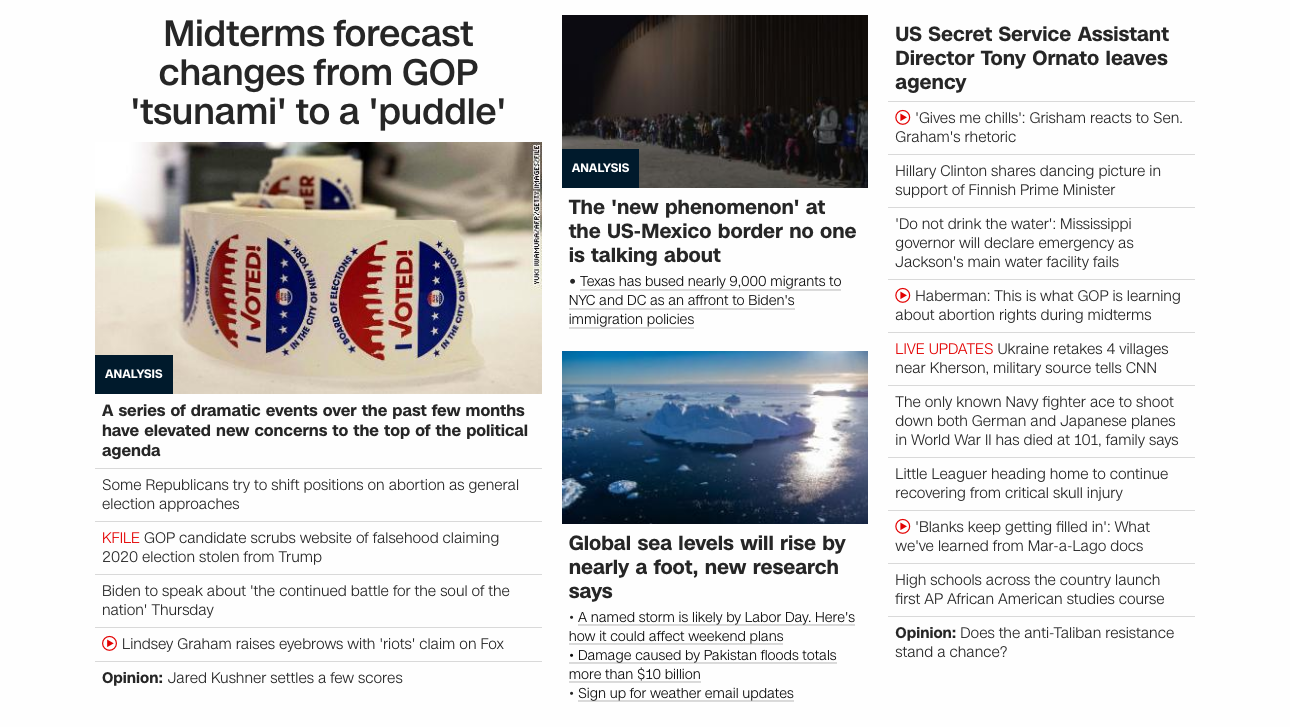 Midterms forecast
changes from GOP
'tsunami' to a 'puddle'
YUKI IWAMURA/AFP/GETTY IMAGES/FILE
BOARD OF ELECTIONS
I VOTED!
IN THE CITY OF NEW YORK
BOARD OF ELECTIONS
I VOTED!
IN THE CITY OF NEW YORK
ANALYSIS
A series of dramatic events over the past few months
have elevated new concerns to the top of the political
agenda
Some Republicans try to shift positions on abortion as general
election approaches
KFILE GOP candidate scrubs website of falsehood claiming
2020 election stolen from Trump
Biden to speak about 'the continued battle for the soul of the
nation' Thursday
Lindsey Graham raises eyebrows with 'riots' claim on Fox
Opinion: Jared Kushner settles a few scores
ANALYSIS
The 'new phenomenon' at
the US-Mexico border no one
is talking about
• Texas has bused nearly 9,000 migrants to
NYC and DC as an affront to Biden's
immigration policies
Global sea levels will rise by
nearly a foot, new research
says
• A named storm is likely by Labor Day. Here's
how it could affect weekend plans
• Damage caused by Pakistan floods totals
more than $10 billion
• Sign up for weather email updates
US Secret Service Assistant
Director Tony Ornato leaves
agency
'Gives me chills': Grisham reacts to Sen.
Graham's rhetoric
Hillary Clinton shares dancing picture in
support of Finnish Prime Minister
'Do not drink the water': Mississippi
governor will declare emergency as
Jackson's main water facility fails
Haberman: This is what GOP is learning
about abortion rights during midterms
LIVE UPDATES Ukraine retakes 4 villages
near Kherson, military source tells CNN
The only known Navy fighter ace to shoot
down both German and Japanese planes
in World War II has died at 101, family says
Little Leaguer heading home to continue
recovering from critical skull injury
'Blanks keep getting filled in': What
we've learned from Mar-a-Lago docs
High schools across the country launch
first AP African American studies course
Opinion: Does the anti-Taliban resistance
stand a chance?